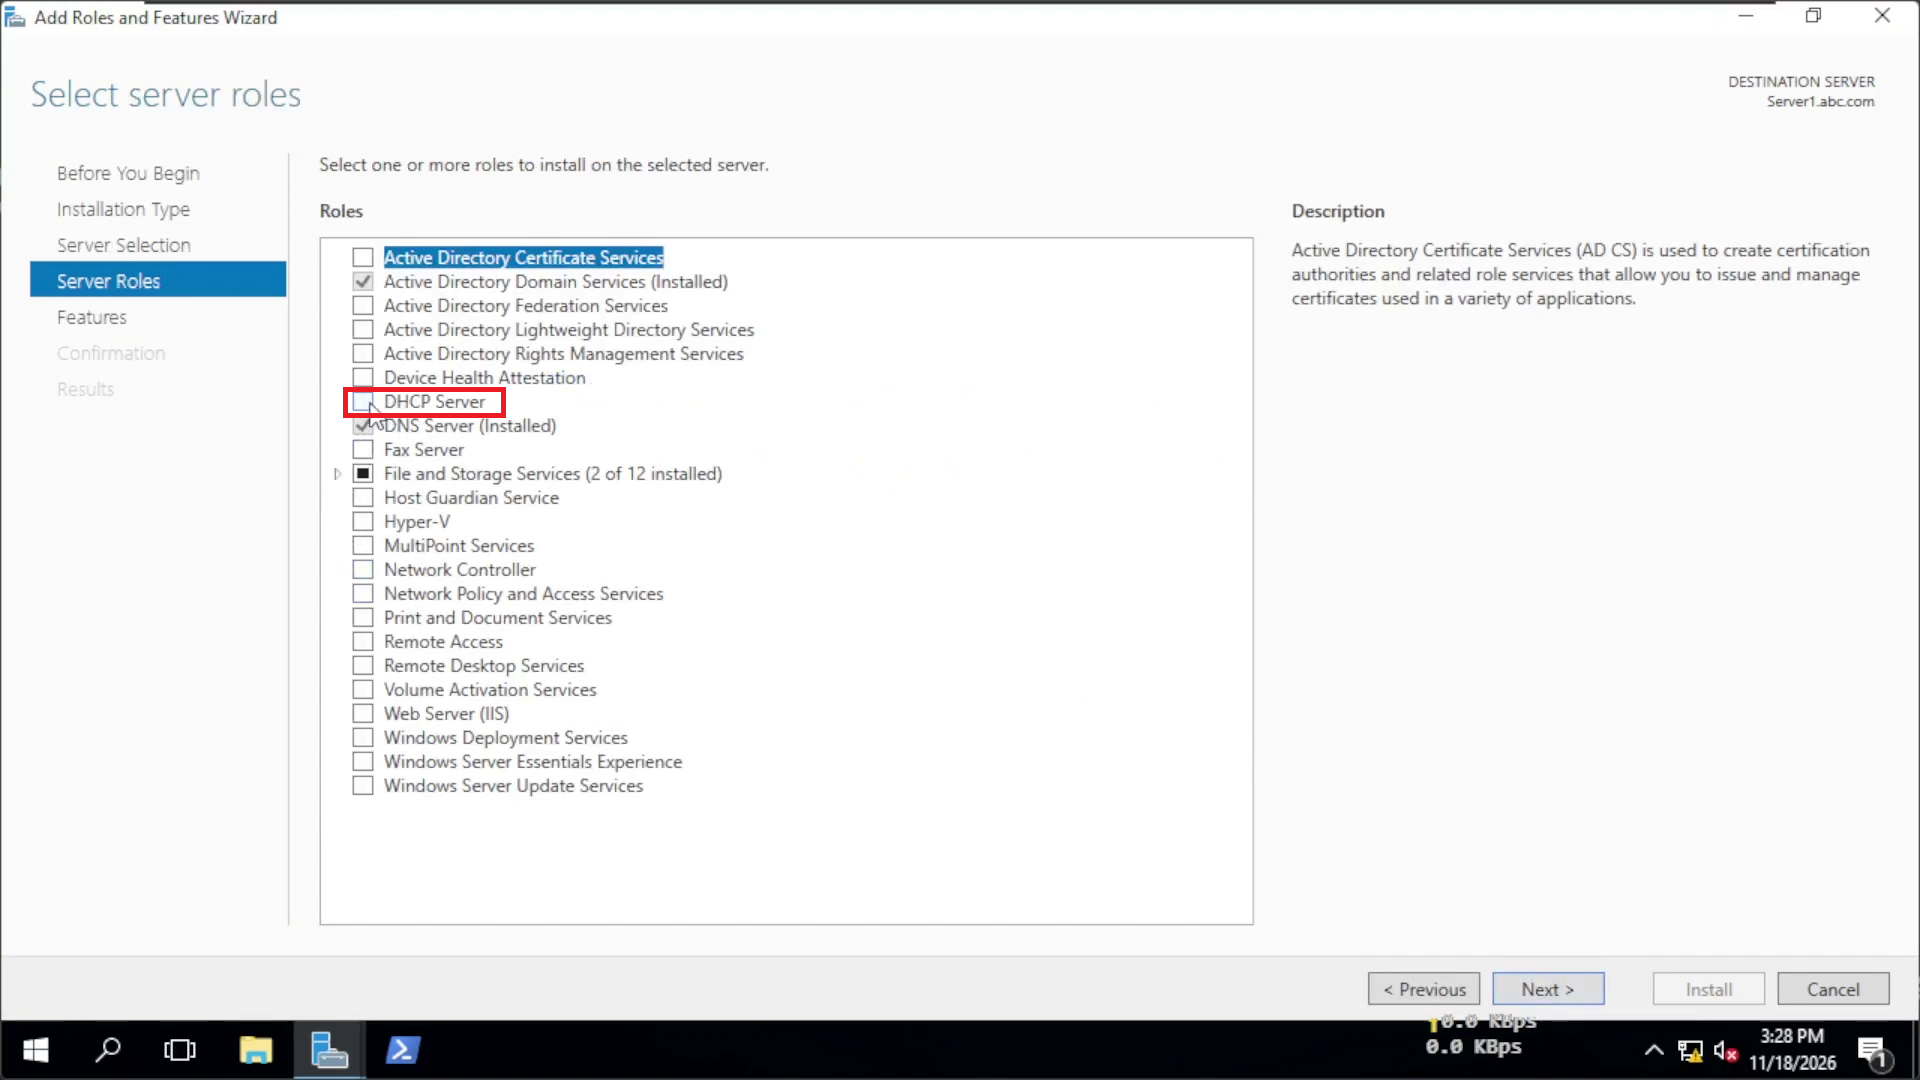 Add Roles and Features Wizard
Select server roles
DESTINATION SERVER
Server1.abc.com
Before You Begin
Installation Type
Server Selection
Server Roles
Features
Confirmation
Results
Select one or more roles to install on the selected server.
Roles
Active Directory Certificate Services
Active Directory Domain Services (Installed)
Active Directory Federation Services
Active Directory Lightweight Directory Services
Active Directory Rights Management Services
Device Health Attestation
DHCP Server
DNS Server (Installed)
Fax Server
File and Storage Services (2 of 12 installed)
Host Guardian Service
Hyper-V
MultiPoint Services
Network Controller
Network Policy and Access Services
Print and Document Services
Remote Access
Remote Desktop Services
Volume Activation Services
Web Server (IIS)
Windows Deployment Services
Windows Server Essentials Experience
Windows Server Update Services
Description
Active Directory Certificate Services (AD CS) is used to create certification
authorities and related role services that allow you to issue and manage
certificates used in a variety of applications.
< Previous
Next >
Install
Cancel
0.0 KBps
0.0 KBps
3:28 PM
11/18/2026
1